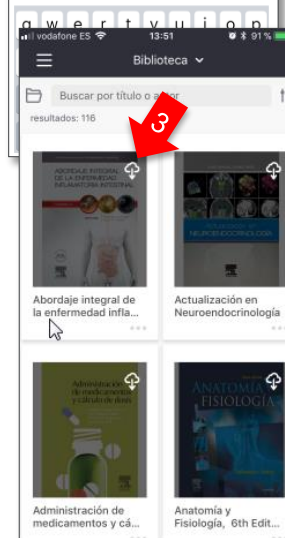 q w e r t y u i o p
vodafone ES 13:51 91 %
Biblioteca
Buscar por título o a
resultados: 116
3
ABORDAJE INTEGRAL
DE LA ENFERMEDAD
INFLAMATORIA INTESTINAL
NEUROENDOCRINOLOGÍA
Abordaje integral de
la enfermedad infla...
Actualización en
Neuroendocrinología
Administración
de medicamentos
y cálculo de dosis
ANATOMÍA
FISIOLOGÍA
Administración de
medicamentos y cá...
Anatomía y
Fisiología, 6th Edit...